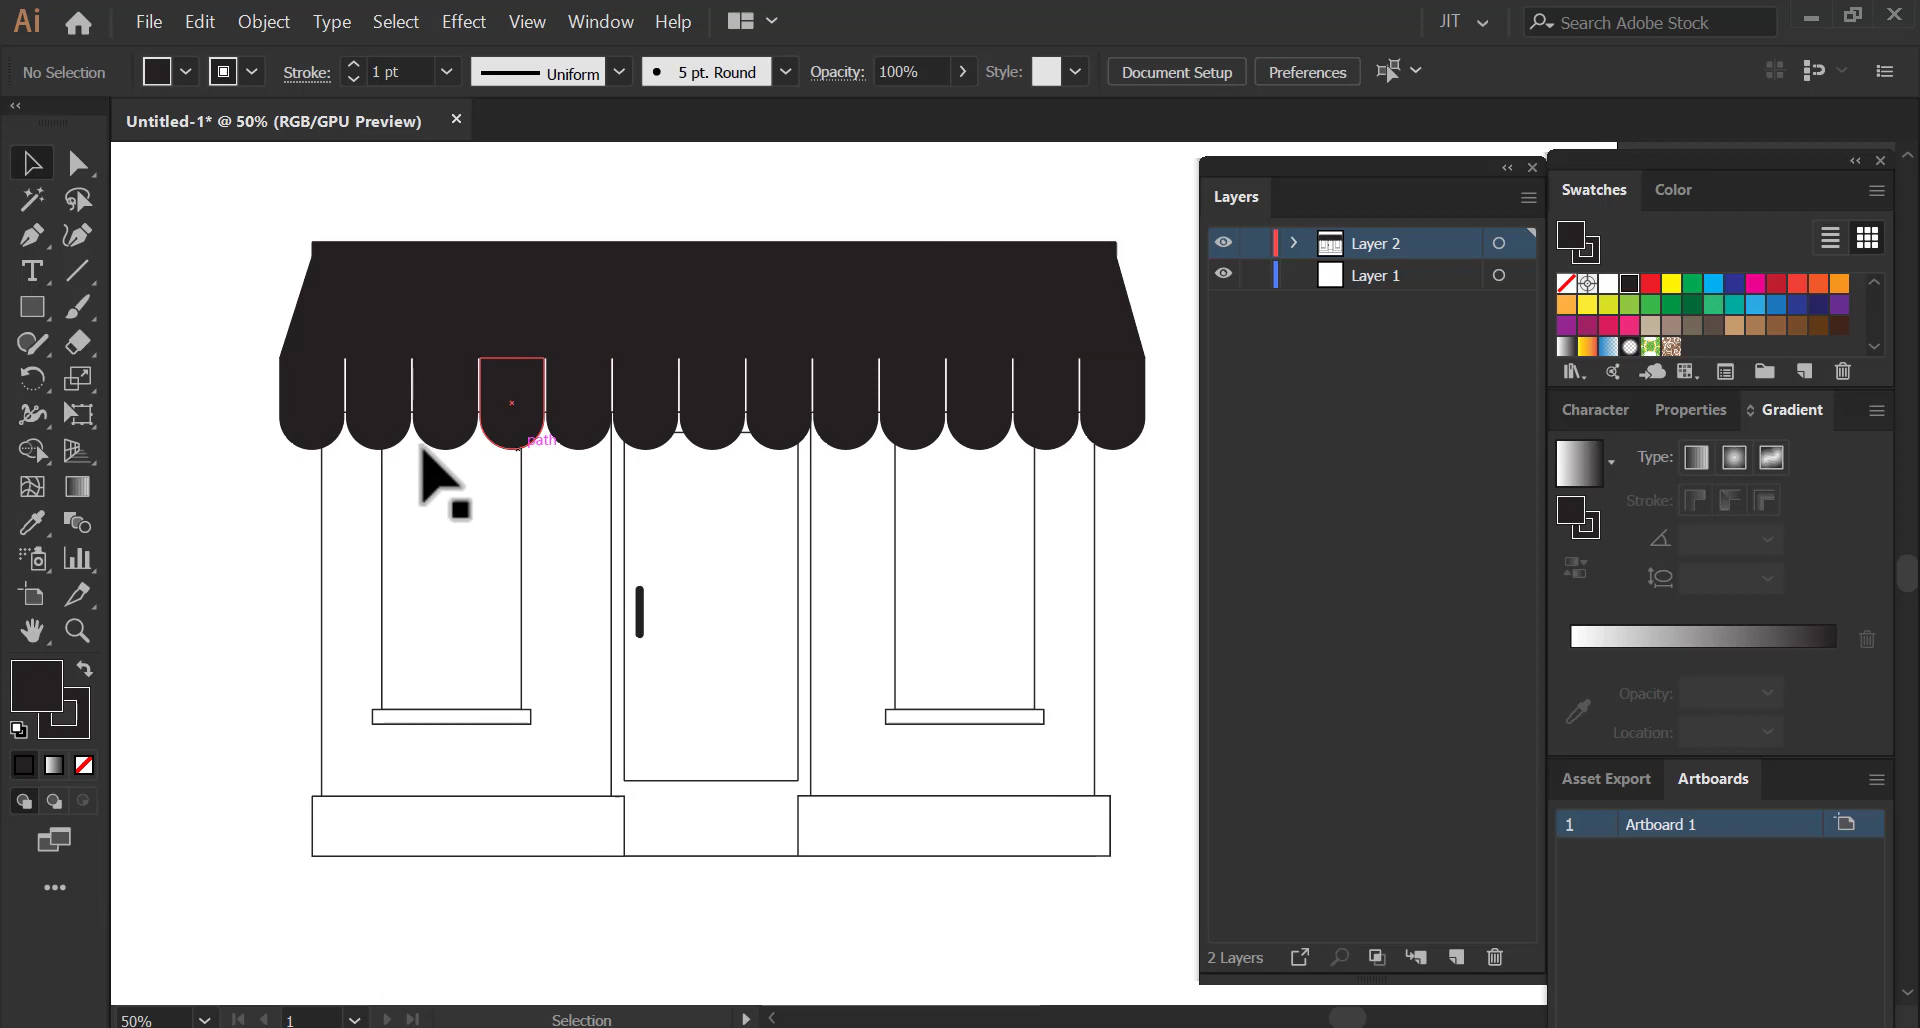 Ai File Edit Object Type Select Effect View Window Help JIT Search Adobe Stock
No Selection Stroke: 1 pt Uniform 5 pt. Round Opacity: 100% Style: Document Setup Preferences
Untitled-1* @ 50% (RGB/GPU Preview)
Layers
Layer 2
Layer 1
2 Layers
Swatches Color
Character Properties Gradient
Type:
Stroke:
Opacity:
Location:
Asset Export Artboards
1 Artboard 1
path
50% 1 Selection